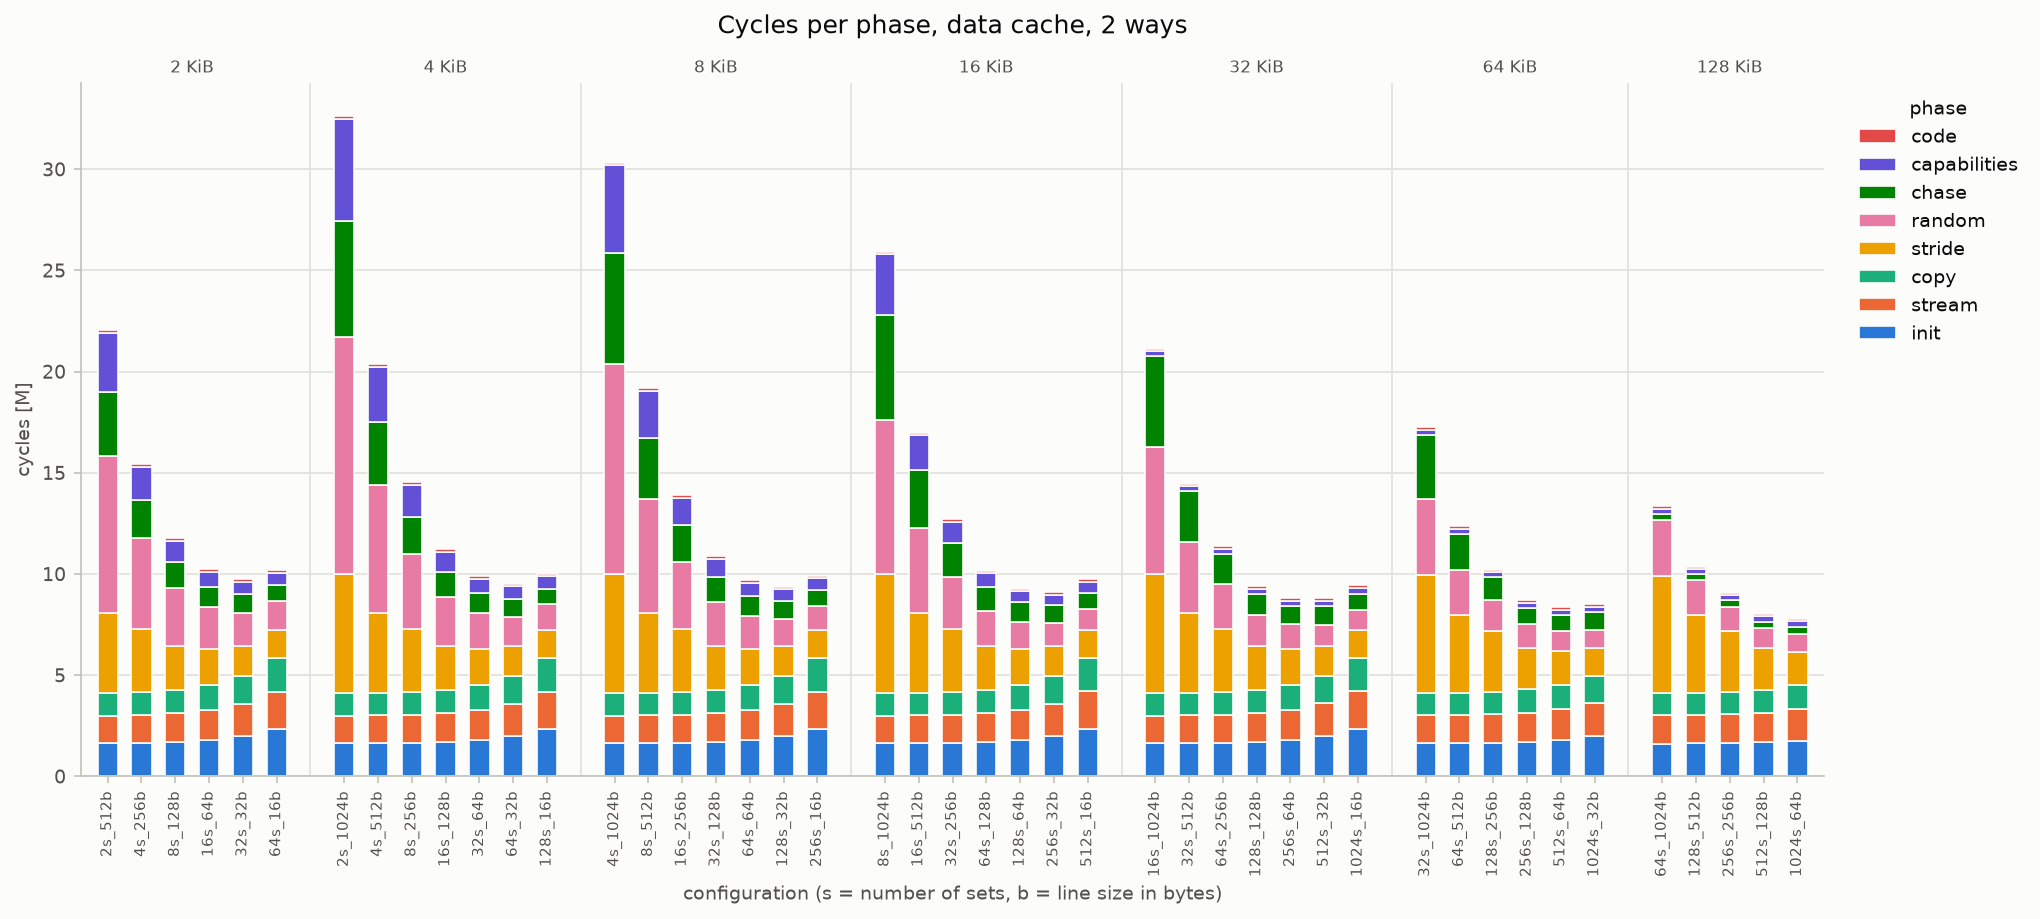 Cycles per phase, data cache, 2 ways
2 KiB
4 KiB
8 KiB
16 KiB
32 KiB
64 KiB
128 KiB
phase
code
capabilities
chase
random
stride
copy
stream
init
cycles [M]
30
25
20
15
10
5
0
2s_512b
4s_256b
8s_128b
16s_64b
32s_32b
64s_16b
2s_1024b
4s_512b
8s_256b
16s_128b
32s_64b
64s_32b
128s_16b
4s_1024b
8s_512b
16s_256b
32s_128b
64s_64b
128s_32b
256s_16b
8s_1024b
16s_512b
32s_256b
64s_128b
128s_64b
256s_32b
512s_16b
16s_1024b
32s_512b
64s_256b
128s_128b
256s_64b
512s_32b
1024s_16b
32s_1024b
64s_512b
128s_256b
256s_128b
512s_64b
1024s_32b
64s_1024b
128s_512b
256s_256b
512s_128b
1024s_64b
configuration (s = number of sets, b = line size in bytes)